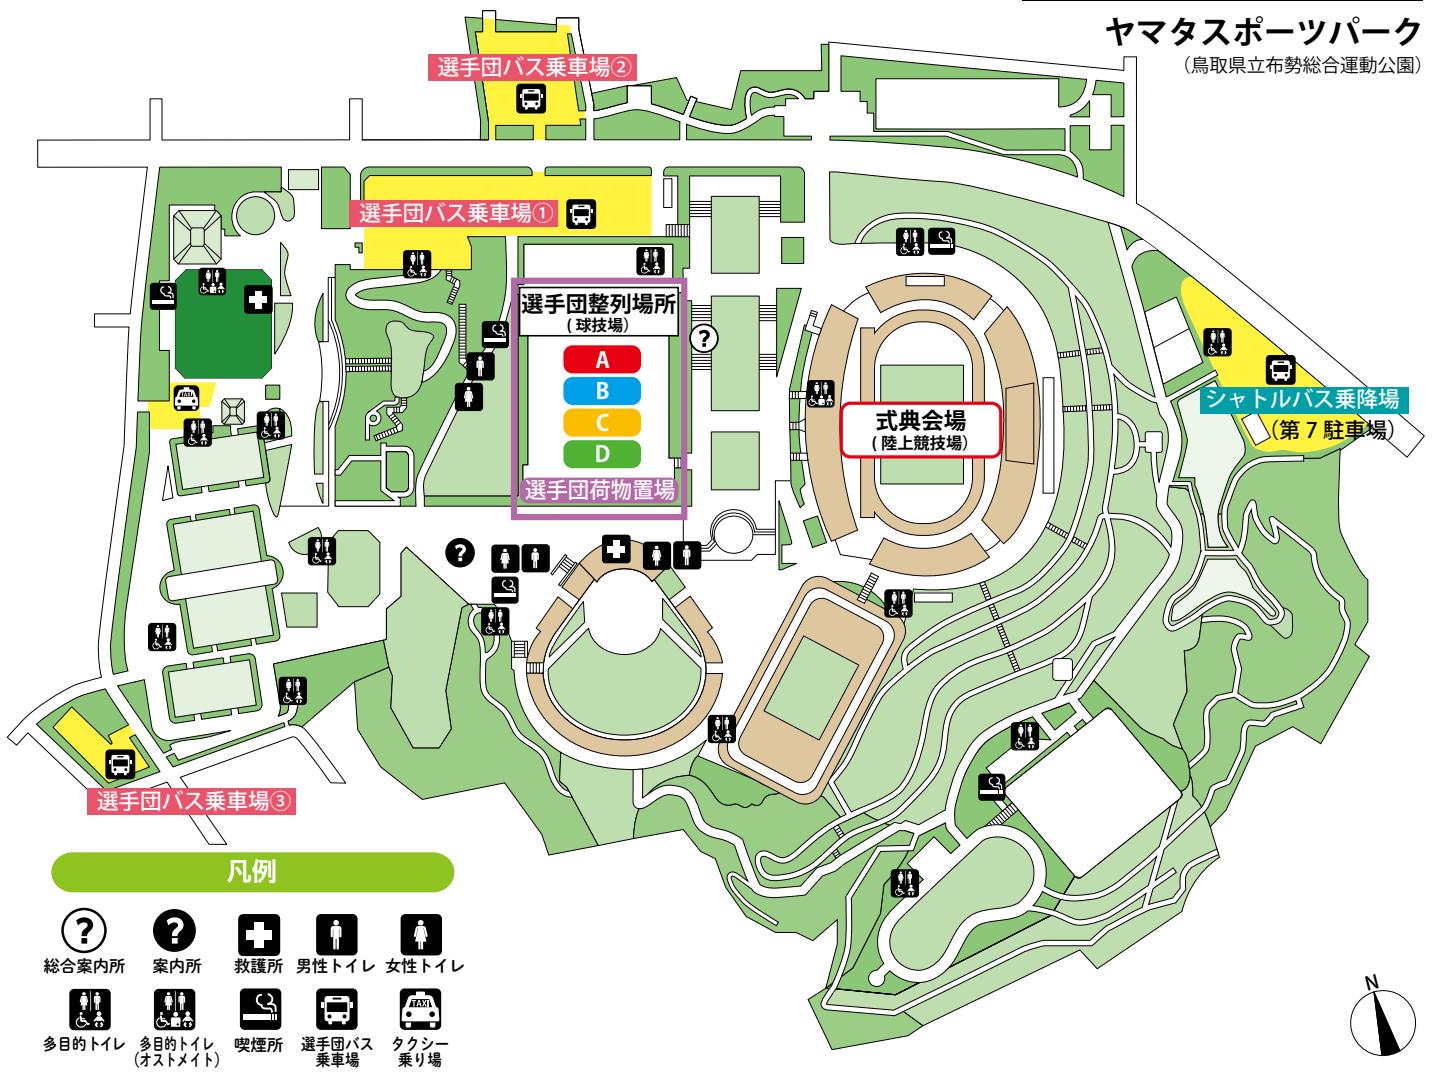 ヤマタスポーツパーク
（鳥取県立布勢総合運動公園）
選手団バス乗車場②
選手団バス乗車場①
選手団整列場所
（球技場）
A
B
C
D
選手団荷物置場
?
式典会場
（陸上競技場）
シャトルバス乗降場
（第7駐車場）
TAXI
?
選手団バス乗車場③
凡例
?
総合案内所
?
案内所
救護所
男性トイレ
女性トイレ
多目的トイレ
多目的トイレ
（オストメイト）
喫煙所
選手団バス
乗車場
TAXI
タクシー
乗り場
N